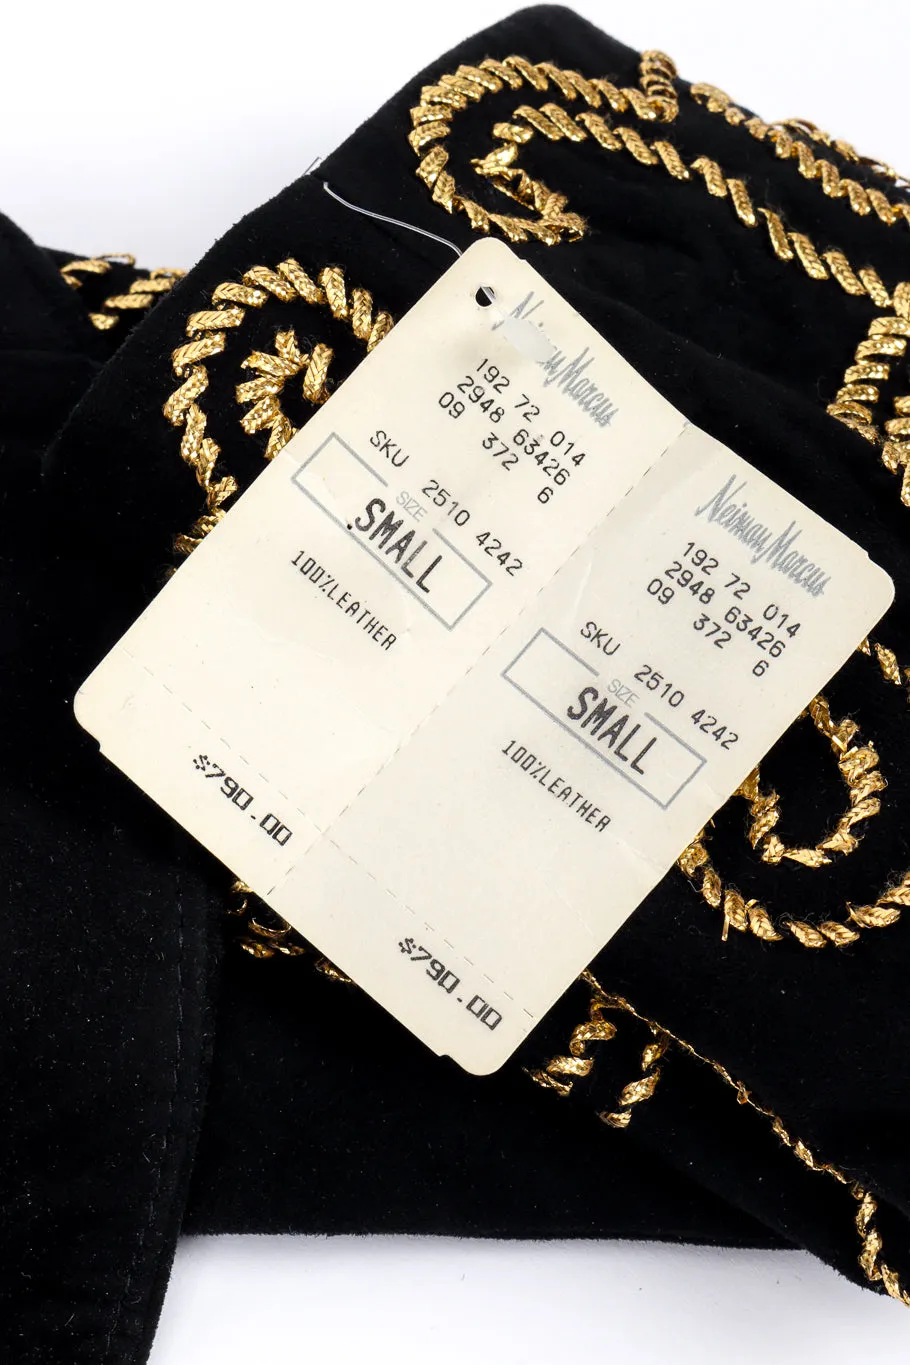 Neiman Marcus
192 72 014
2948 63426
09 372 6
SKU 2510 4242
SIZE
SMALL
100%LEATHER
$790.00
Neiman Marcus
192 72 014
2948 63426
09 372 6
SKU 2510 4242
SIZE
SMALL
100%LEATHER
$790.00